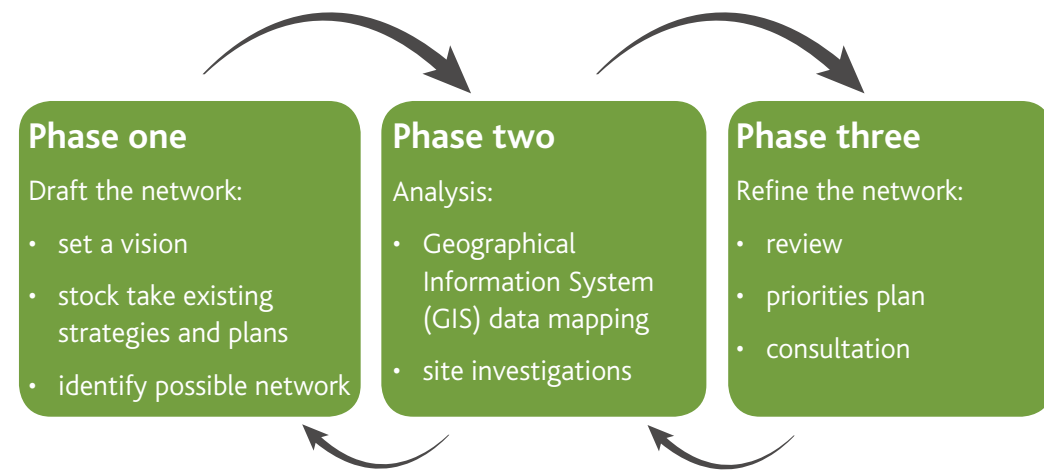 Phase one
Draft the network:
• set a vision
• stock take existing
strategies and plans
• identify possible network
Phase two
Analysis:
• Geographical
Information System
(GIS) data mapping
• site investigations
Phase three
Refine the network:
• review
• priorities plan
• consultation